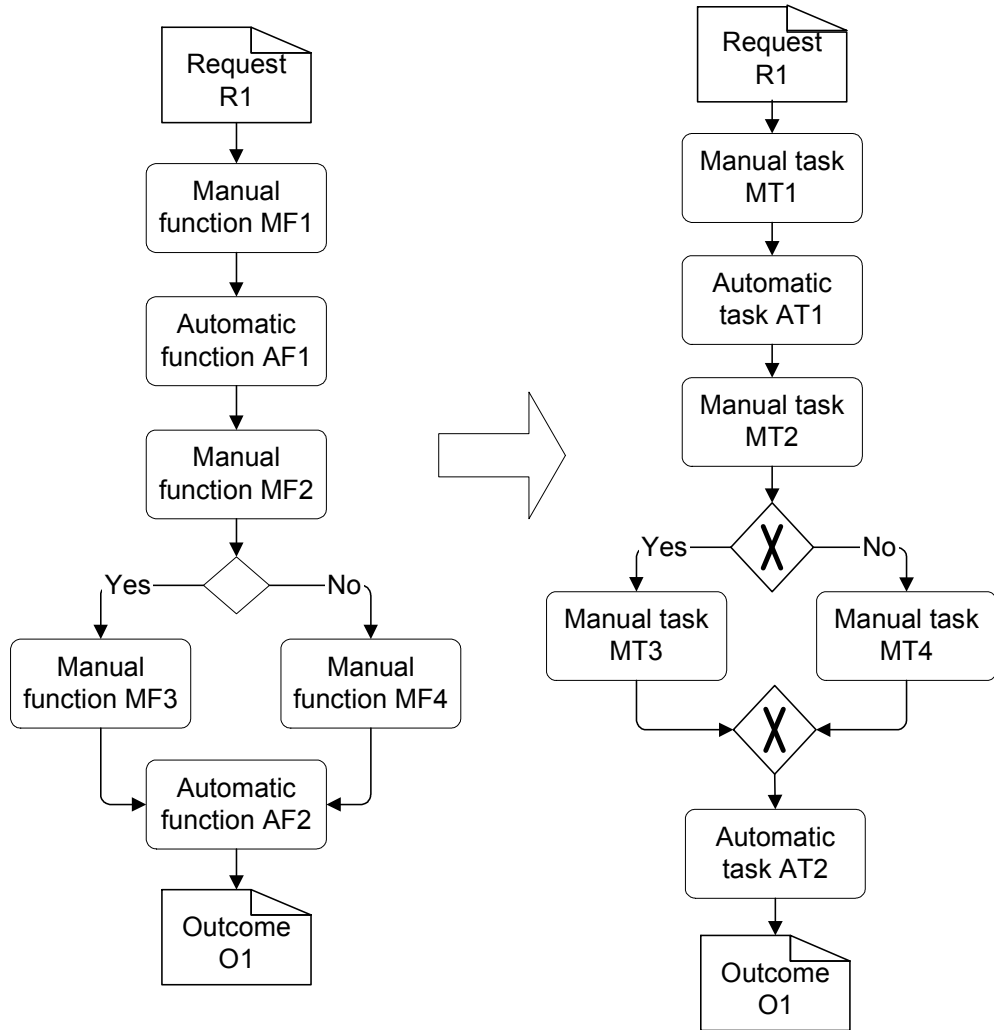 Request
R1
Manual
function MF1
Automatic
function AF1
Manual
function MF2
Yes
No
Manual
function MF3
Manual
function MF4
Automatic
function AF2
Outcome
O1
Request
R1
Manual task
MT1
Automatic
task AT1
Manual task
MT2
Yes
X
No
Manual task
MT3
Manual task
MT4
X
Automatic
task AT2
Outcome
O1